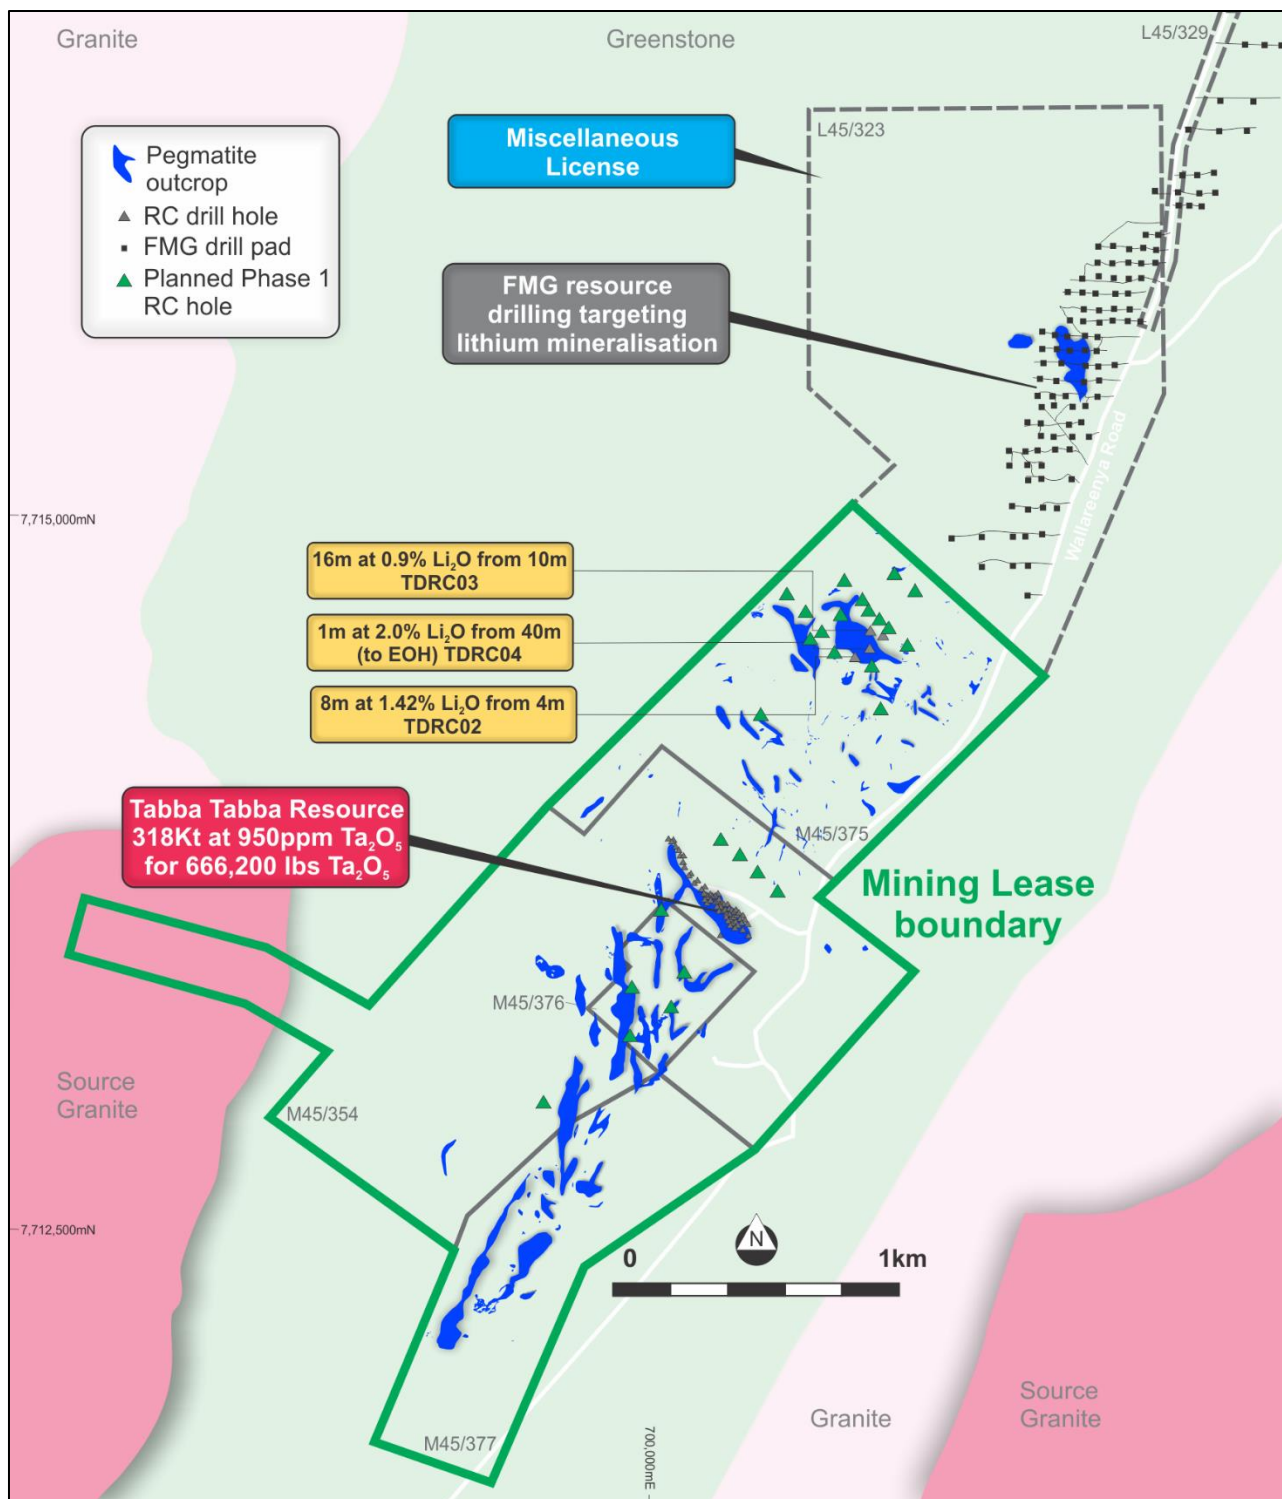 Granite
Greenstone
L45/329
Pegmatite
outcrop
RC drill hole
FMG drill pad
Planned Phase 1
RC hole
Miscellaneous
License
L45/323
FMG resource
drilling targeting
lithium mineralisation
Wallareenya Road
7,715,000mN
16m at 0.9% Li₂O from 10m
TDRC03
1m at 2.0% Li₂O from 40m
(to EOH) TDRC04
8m at 1.42% Li₂O from 4m
TDRC02
Tabba Tabba Resource
318Kt at 950ppm Ta₂O₅
for 666,200 lbs Ta₂O₅
M45/375
Mining Lease
boundary
M45/376
Source
Granite
M45/354
7,712,500mN
N
0
1km
Source
Granite
Granite
M45/377
700,000mE